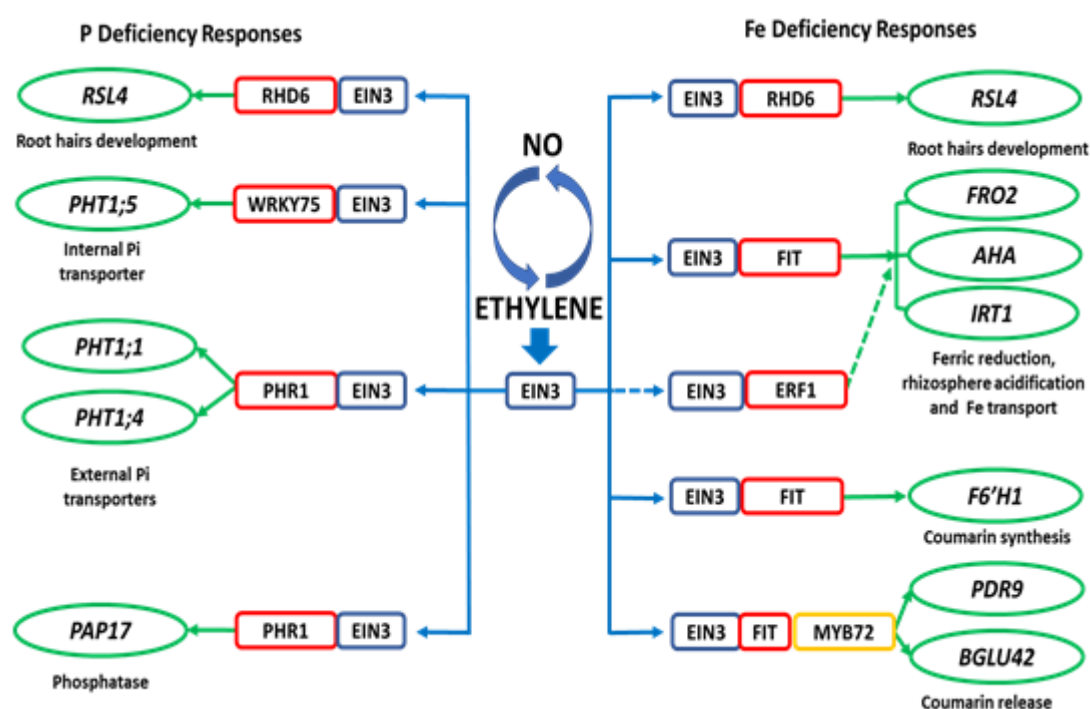 P Deficiency Responses
RSL4
RHD6
EIN3
Root hairs development
PHT1;5
WRKY75
EIN3
Internal Pi
transporter
PHT1;1
PHT1;4
PHR1
EIN3
External Pi
transporters
PAP17
PHR1
EIN3
Phosphatase
NO
ETHYLENE
EIN3
Fe Deficiency Responses
EIN3
RHD6
RSL4
Root hairs development
EIN3
FIT
FRO2
AHA
IRT1
Ferric reduction,
rhizosphere acidification
and Fe transport
EIN3
ERF1
EIN3
FIT
F6'H1
Coumarin synthesis
EIN3
FIT
MYB72
PDR9
BGLU42
Coumarin release